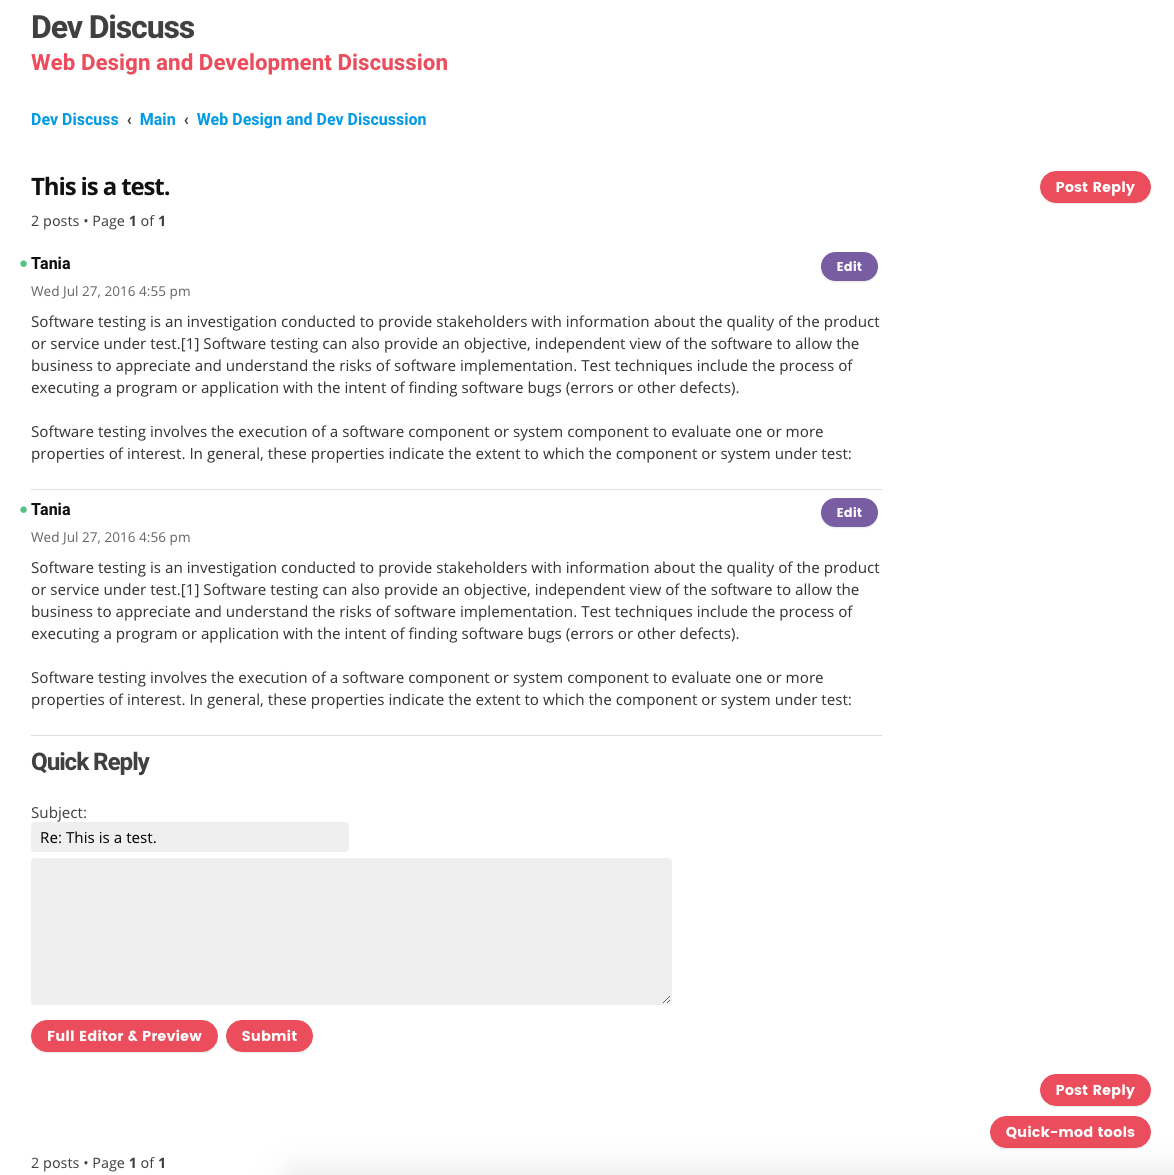 Dev Discuss
Web Design and Development Discussion
Dev Discuss ‹ Main ‹ Web Design and Dev Discussion
This is a test.
Post Reply
2 posts • Page 1 of 1
Tania
Edit
Wed Jul 27, 2016 4:55 pm
Software testing is an investigation conducted to provide stakeholders with information about the quality of the product
or service under test.[1] Software testing can also provide an objective, independent view of the software to allow the
business to appreciate and understand the risks of software implementation. Test techniques include the process of
executing a program or application with the intent of finding software bugs (errors or other defects).
Software testing involves the execution of a software component or system component to evaluate one or more
properties of interest. In general, these properties indicate the extent to which the component or system under test:
Tania
Edit
Wed Jul 27, 2016 4:56 pm
Software testing is an investigation conducted to provide stakeholders with information about the quality of the product
or service under test.[1] Software testing can also provide an objective, independent view of the software to allow the
business to appreciate and understand the risks of software implementation. Test techniques include the process of
executing a program or application with the intent of finding software bugs (errors or other defects).
Software testing involves the execution of a software component or system component to evaluate one or more
properties of interest. In general, these properties indicate the extent to which the component or system under test:
Quick Reply
Subject:
Re: This is a test.
Full Editor & Preview
Submit
Post Reply
Quick-mod tools
2 posts • Page 1 of 1